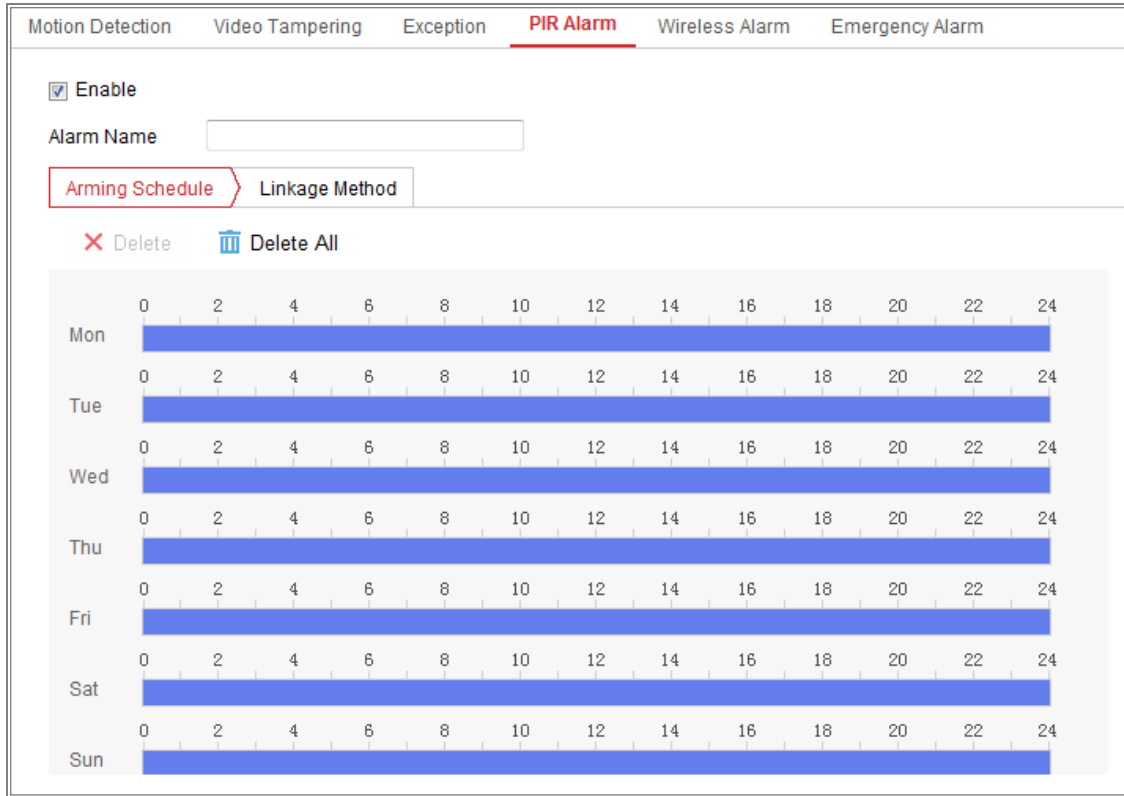 Motion Detection Video Tampering Exception PIR Alarm Wireless Alarm Emergency Alarm
Enable
Alarm Name
Arming Schedule Linkage Method
Delete Delete All
0 2 4 6 8 10 12 14 16 18 20 22 24
Mon
0 2 4 6 8 10 12 14 16 18 20 22 24
Tue
0 2 4 6 8 10 12 14 16 18 20 22 24
Wed
0 2 4 6 8 10 12 14 16 18 20 22 24
Thu
0 2 4 6 8 10 12 14 16 18 20 22 24
Fri
0 2 4 6 8 10 12 14 16 18 20 22 24
Sat
0 2 4 6 8 10 12 14 16 18 20 22 24
Sun